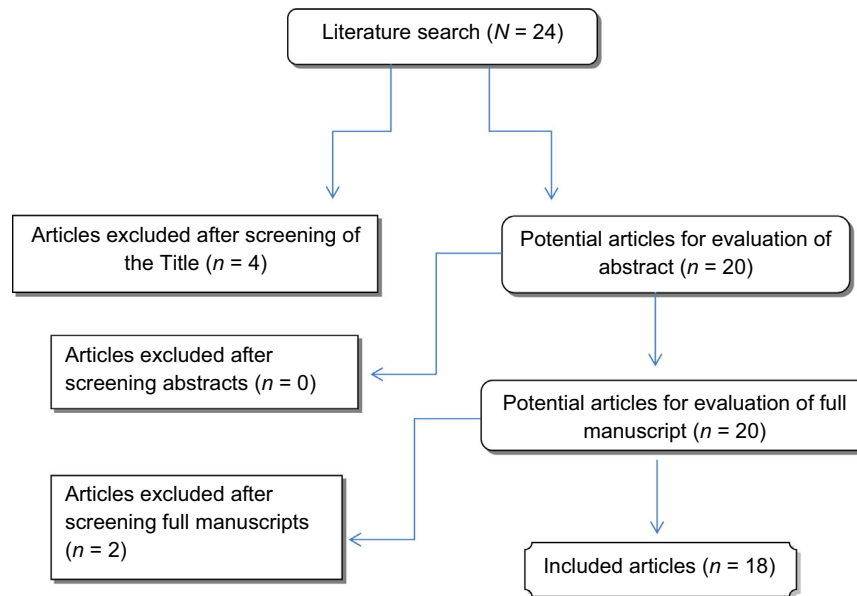 Literature search (N = 24)
Articles excluded after screening of
the Title (n = 4)
Potential articles for evaluation of
abstract (n = 20)
Articles excluded after
screening abstracts (n = 0)
Potential articles for evaluation of full
manuscript (n = 20)
Articles excluded after
screening full manuscripts
(n = 2)
Included articles (n = 18)